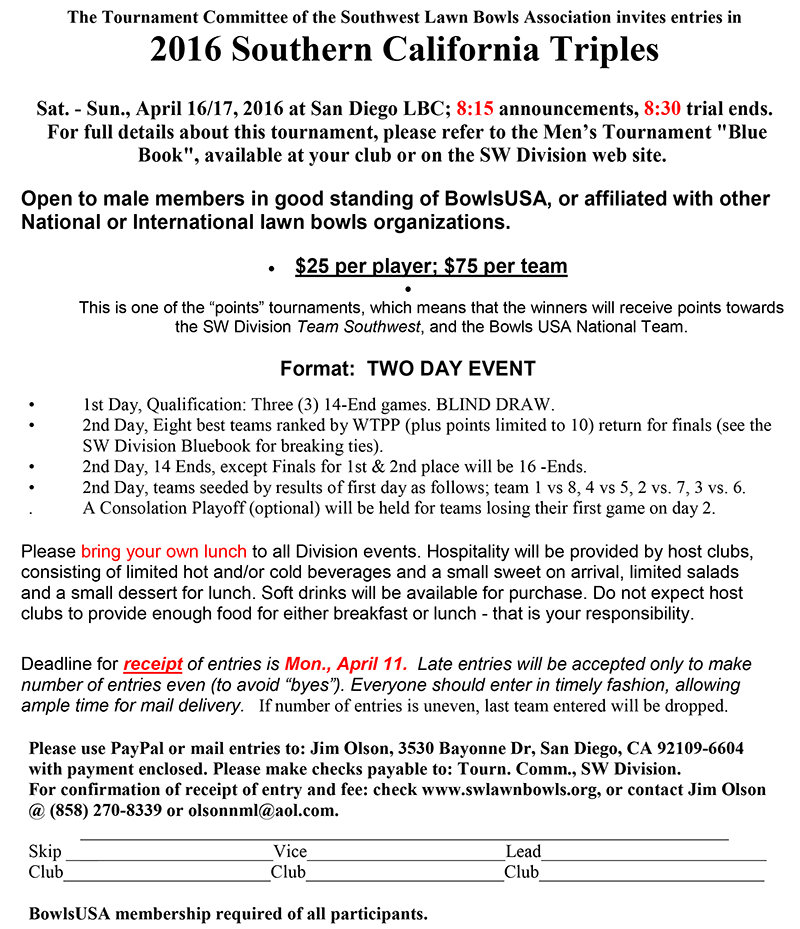 The Tournament Committee of the Southwest Lawn Bowls Association invites entries in
2016 Southern California Triples
Sat. - Sun., April 16/17, 2016 at San Diego LBC; 8:15 announcements, 8:30 trial ends.
For full details about this tournament, please refer to the Men’s Tournament "Blue
Book", available at your club or on the SW Division web site.
Open to male members in good standing of BowlsUSA, or affiliated with other
National or International lawn bowls organizations.
• $25 per player; $75 per team
•
This is one of the “points” tournaments, which means that the winners will receive points towards
the SW Division Team Southwest, and the Bowls USA National Team.
Format: TWO DAY EVENT
• 1st Day, Qualification: Three (3) 14-End games. BLIND DRAW.
• 2nd Day, Eight best teams ranked by WTPP (plus points limited to 10) return for finals (see the
SW Division Bluebook for breaking ties).
• 2nd Day, 14 Ends, except Finals for 1st & 2nd place will be 16 -Ends.
• 2nd Day, teams seeded by results of first day as follows; team 1 vs 8, 4 vs 5, 2 vs. 7, 3 vs. 6.
. A Consolation Playoff (optional) will be held for teams losing their first game on day 2.
Please bring your own lunch to all Division events. Hospitality will be provided by host clubs,
consisting of limited hot and/or cold beverages and a small sweet on arrival, limited salads
and a small dessert for lunch. Soft drinks will be available for purchase. Do not expect host
clubs to provide enough food for either breakfast or lunch - that is your responsibility.
Deadline for receipt of entries is Mon., April 11. Late entries will be accepted only to make
number of entries even (to avoid “byes”). Everyone should enter in timely fashion, allowing
ample time for mail delivery. If number of entries is uneven, last team entered will be dropped.
Please use PayPal or mail entries to: Jim Olson, 3530 Bayonne Dr, San Diego, CA 92109-6604
with payment enclosed. Please make checks payable to: Tourn. Comm., SW Division.
For confirmation of receipt of entry and fee: check www.swlawnbowls.org, or contact Jim Olson
@ (858) 270-8339 or olsonnml@aol.com.
Skip Vice Lead
Club Club Club
BowlsUSA membership required of all participants.